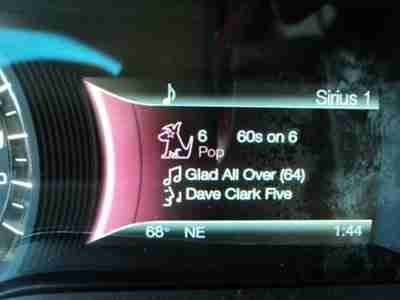 Sirius 1
6 60s on 6
Pop
Glad All Over (64)
Dave Clark Five
68° NE 1:44